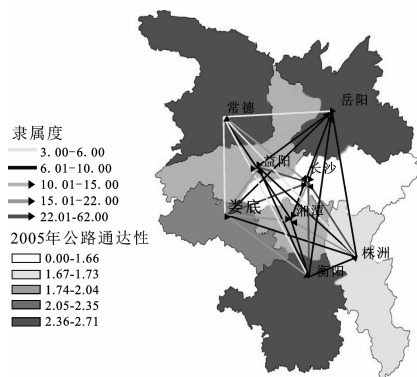 常德
岳阳
益阳
长沙
娄底
湘潭
衡阳
株洲
隶属度
3.00-6.00
6.01-10.00
10.01-15.00
15.01-22.00
22.01-62.00
2005年公路通达性
0.00-1.66
1.67-1.73
1.74-2.04
2.05-2.35
2.36-2.71